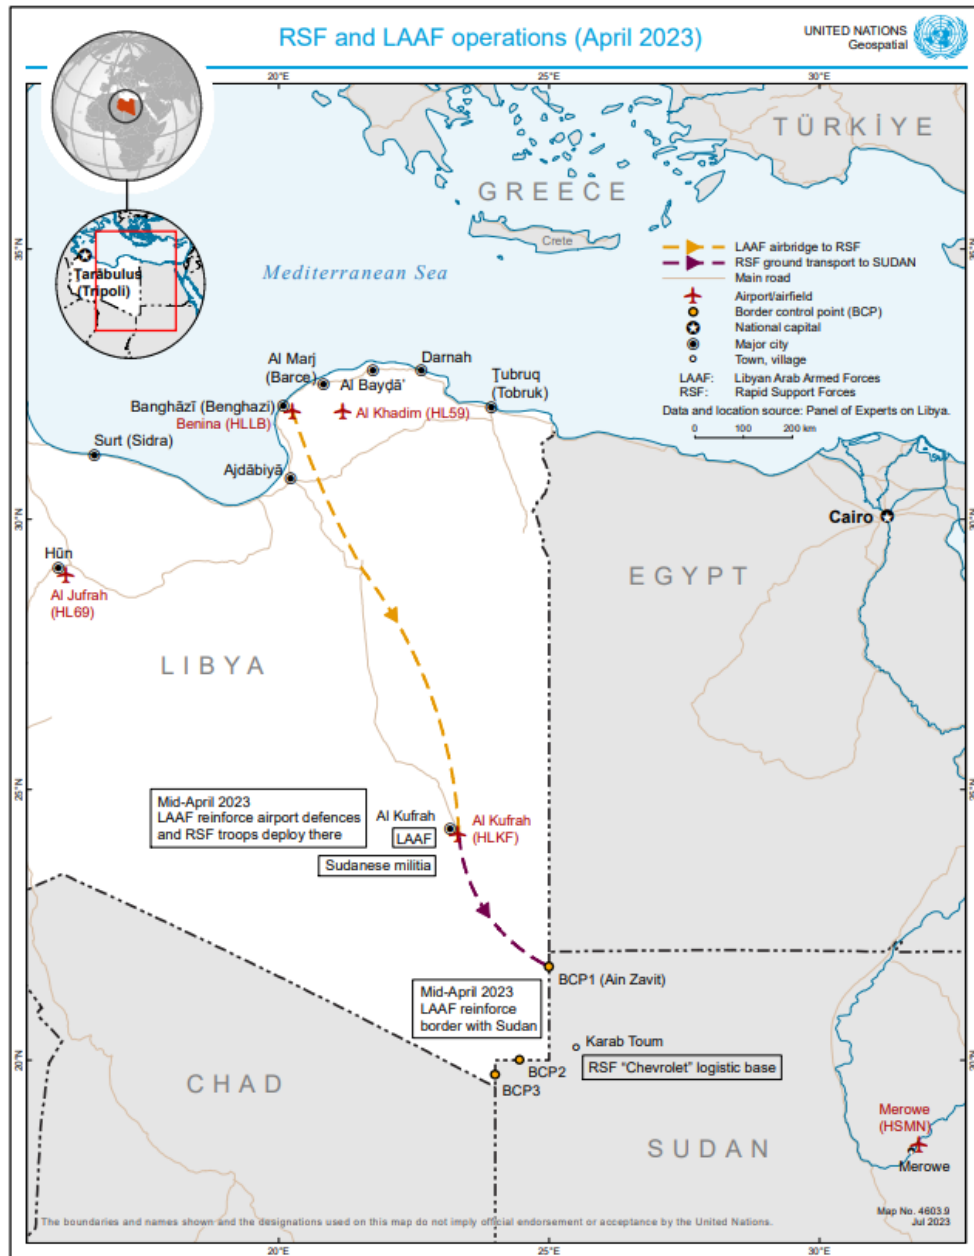 RSF and LAAF operations (April 2023)
UNITED NATIONS
Geospatial
20°E
25°E
30°E
TÜRKİYE
GREECE
Crete
35°N
35°N
Mediterranean Sea
Ţarābulus
(Tripoli)
LAAF airbridge to RSF
RSF ground transport to SUDAN
Main road
Airport/airfield
Border control point (BCP)
National capital
Major city
Town, village
LAAF: Libyan Arab Armed Forces
RSF: Rapid Support Forces
Data and location source: Panel of Experts on Libya.
0 100 200 km
Al Marj
(Barce)
Darnah
Al Bayḑā'
Ţubruq
(Tobruk)
Banghāzī (Benghazi)
Benina (HLLB)
Al Khadim (HL59)
Surt (Sidra)
Ajdābiyā
30°N
30°N
Cairo
Hūn
Al Jufrah
(HL69)
EGYPT
LIBYA
25°N
25°N
Mid-April 2023
LAAF reinforce airport defences
and RSF troops deploy there
Al Kufrah
LAAF
Al Kufrah
(HLKF)
Sudanese militia
BCP1 (Ain Zavit)
Mid-April 2023
LAAF reinforce
border with Sudan
Karab Toum
RSF "Chevrolet" logistic base
20°N
20°N
BCP2
BCP3
CHAD
SUDAN
Merowe
(HSMN)
Merowe
The boundaries and names shown and the designations used on this map do not imply official endorsement or acceptance by the United Nations.
Map No. 4603.9
Jul 2023
20°E
25°E
30°E